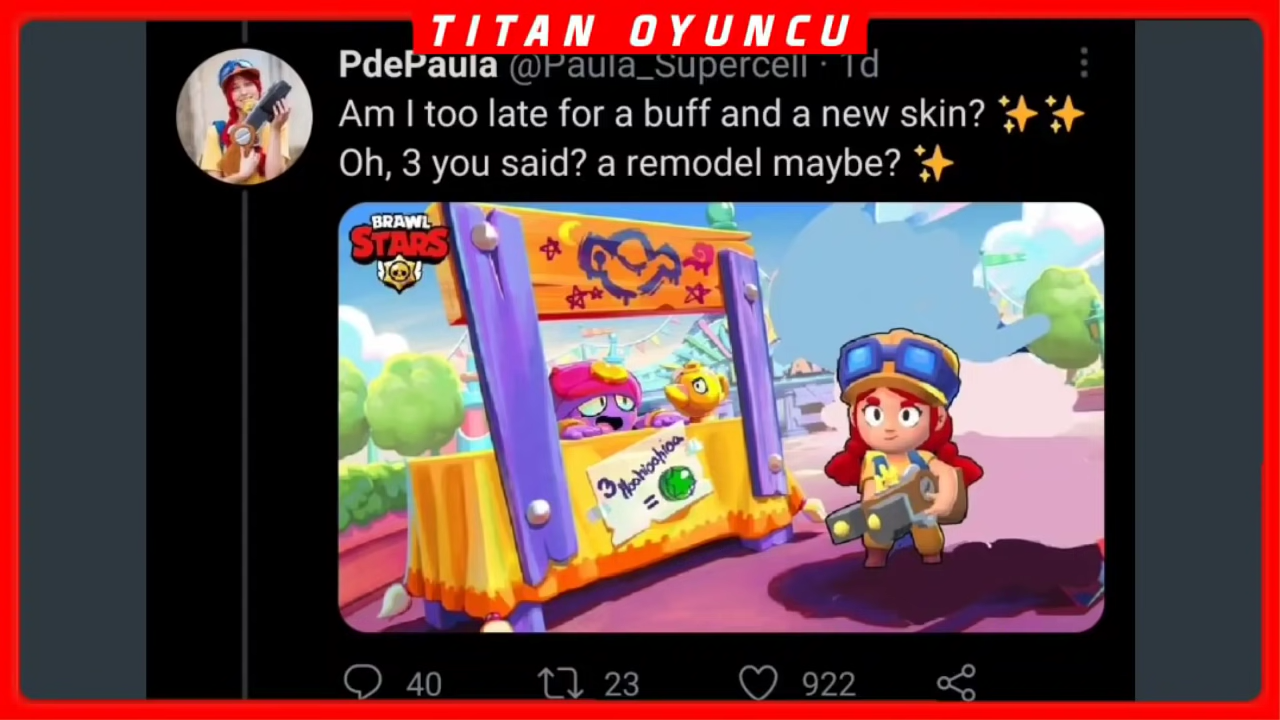 TITAN OYUNCU
PdePaula @Paula_Supercell · 1d
Am I too late for a buff and a new skin? ✨✨
Oh, 3 you said? a remodel maybe? ✨
BRAWL
STARS
3
=
40
23
922